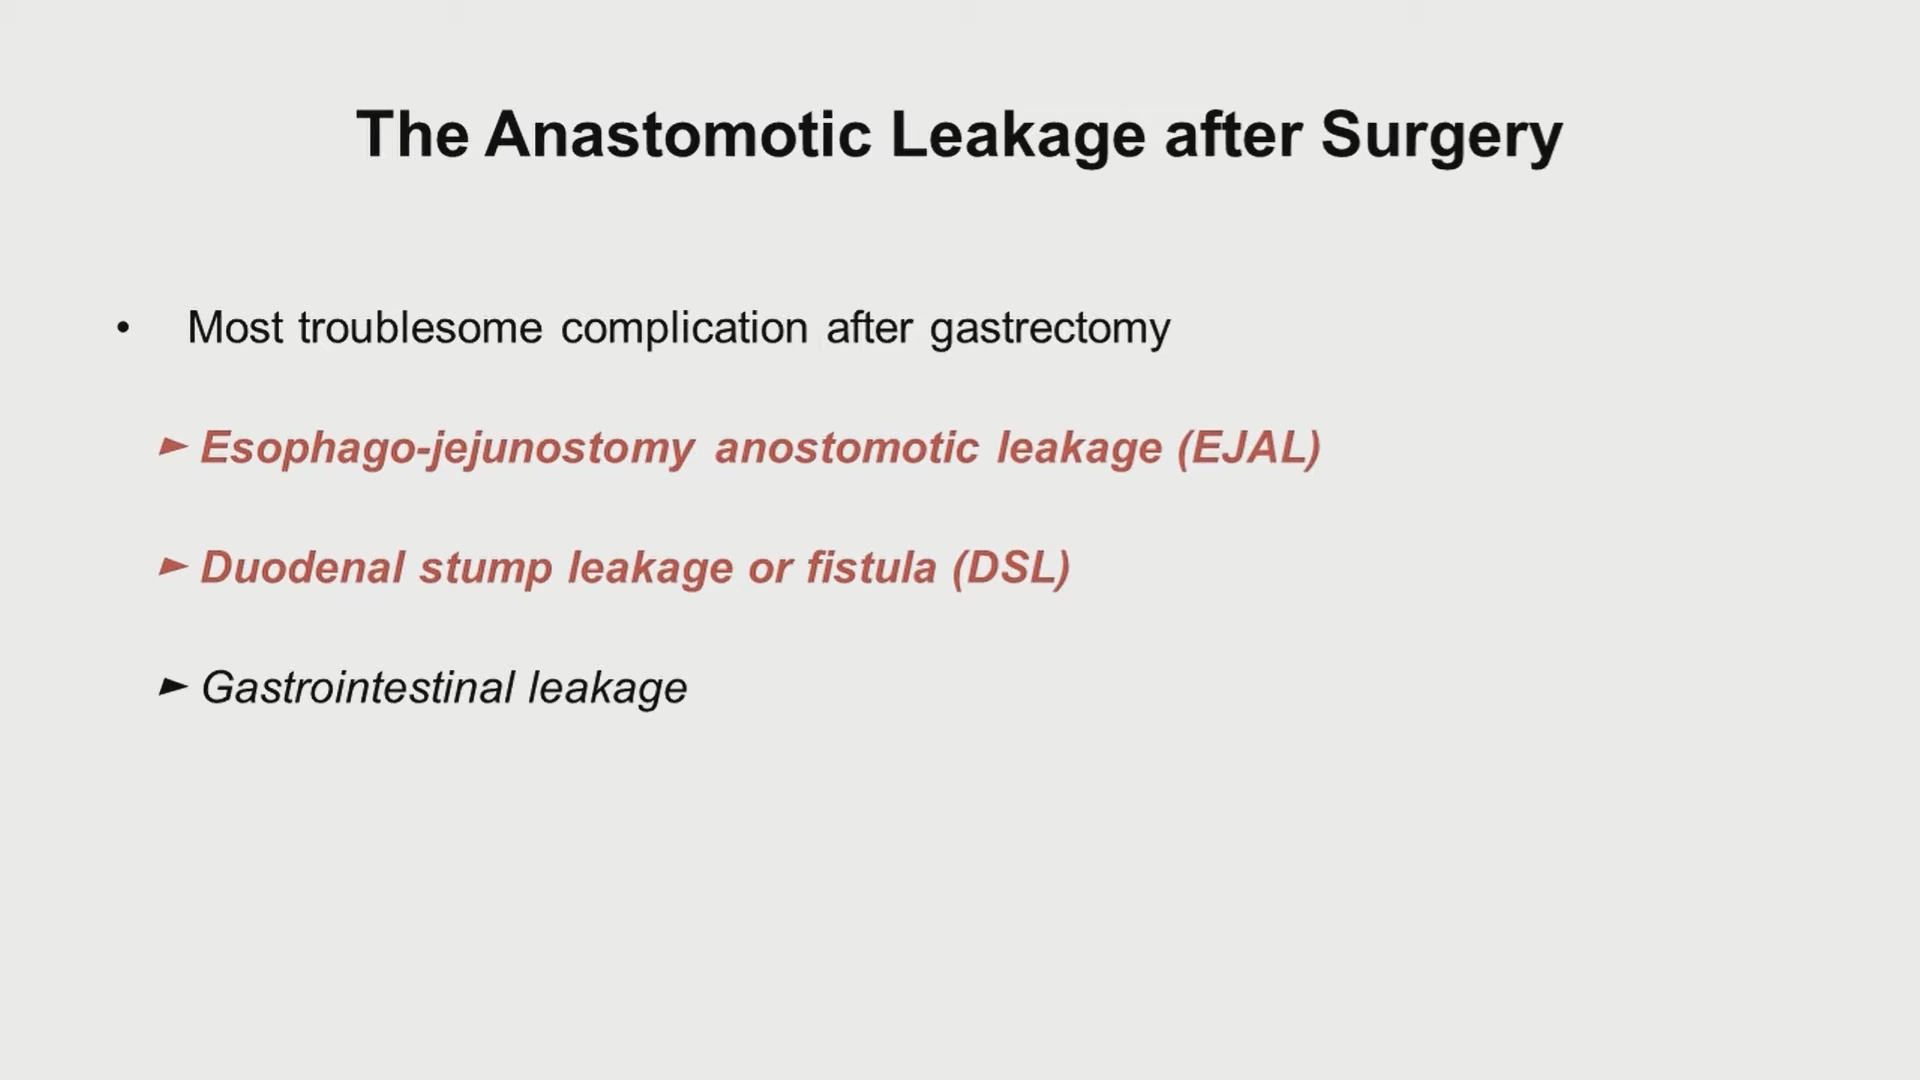 The Anastomotic Leakage after Surgery
• Most troublesome complication after gastrectomy
► Esophago-jejunostomy anostomotic leakage (EJAL)
► Duodenal stump leakage or fistula (DSL)
► Gastrointestinal leakage